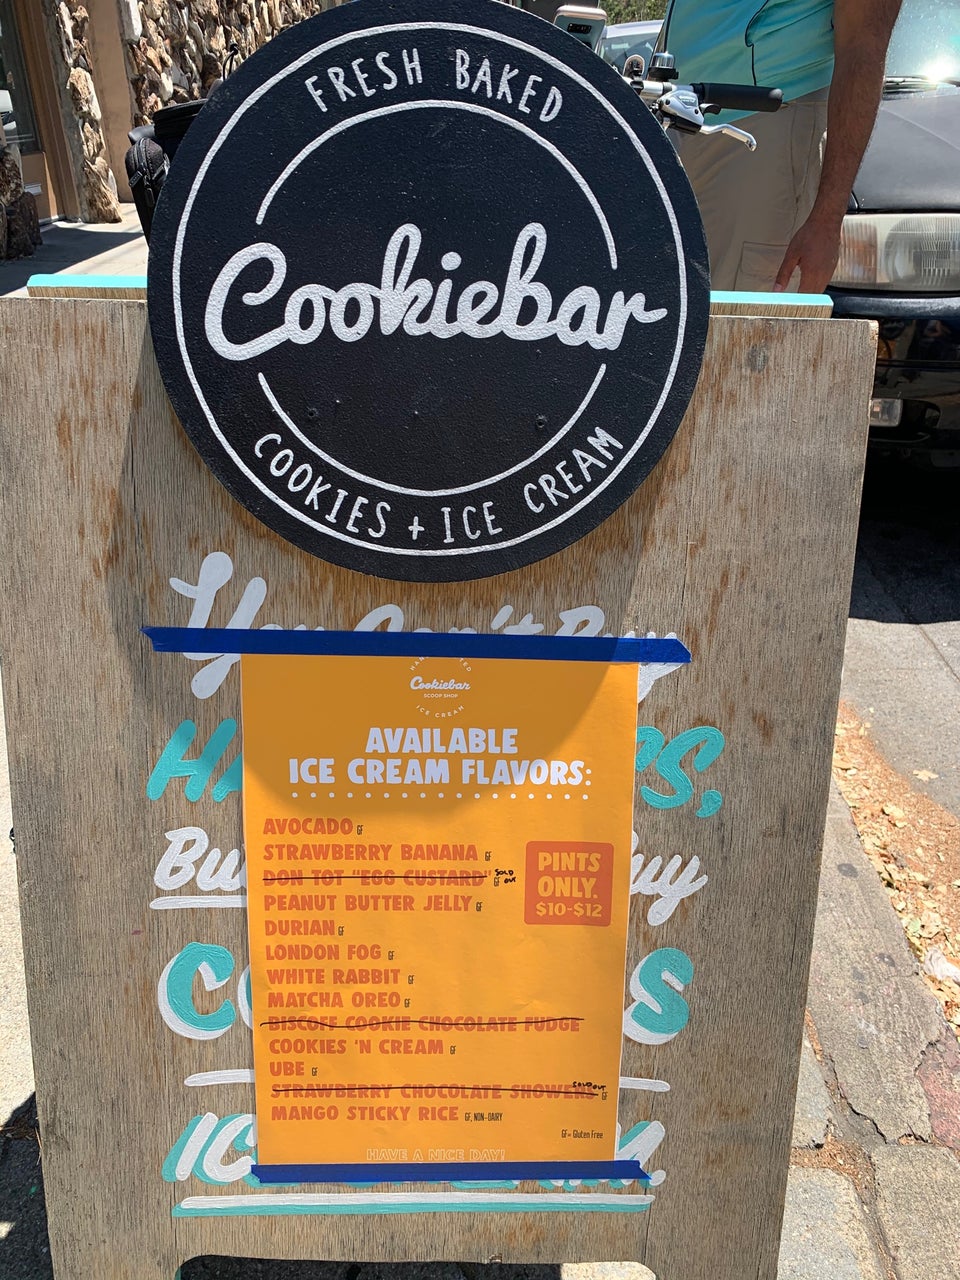 FRESH BAKED
Cookiebar
COOKIES + ICE CREAM
You Can't Buy
Cookiebar
SCOOP SHOP
ICE CREAM
AVAILABLE
ICE CREAM FLAVORS:
AVOCADO GF
STRAWBERRY BANANA GF
DON TOT "EGG CUSTARD" GF SOLD OUT
PEANUT BUTTER JELLY GF
PINTS
ONLY.
$10-$12
DURIAN GF
LONDON FOG GF
WHITE RABBIT GF
MATCHA OREO GF
BISCOFF COOKIE CHOCOLATE FUDGE
COOKIES 'N CREAM GF
UBE GF
STRAWBERRY CHOCOLATE SHOWERS GF SOLD OUT
MANGO STICKY RICE GF, NON-DAIRY
GF= Gluten Free
HAVE A NICE DAY!